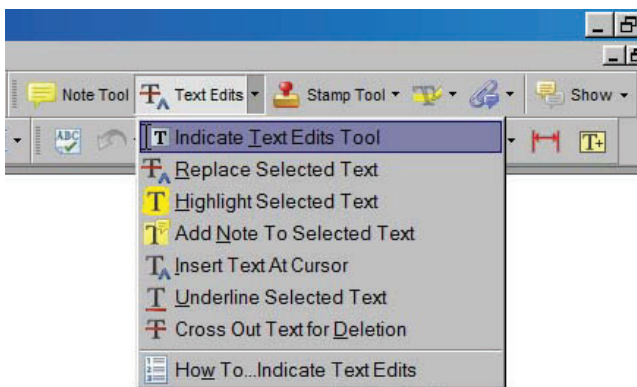 Note Tool Text Edits Stamp Tool Show
ABC T+
Indicate Text Edits Tool
Replace Selected Text
Highlight Selected Text
Add Note To Selected Text
Insert Text At Cursor
Underline Selected Text
Cross Out Text for Deletion
How To...Indicate Text Edits